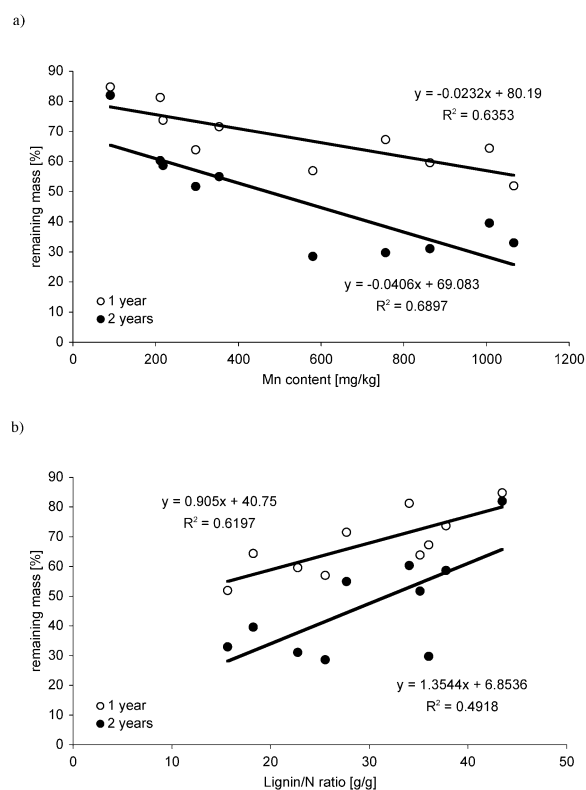 a)
90
80
70
60
50
40
30
20
10
0
remaining mass [%]
y = -0.0232x + 80.19
R² = 0.6353
y = -0.0406x + 69.083
R² = 0.6897
1 year
2 years
0 200 400 600 800 1000 1200
Mn content [mg/kg]
b)
90
80
70
60
50
40
30
20
10
0
remaining mass [%]
y = 0.905x + 40.75
R² = 0.6197
y = 1.3544x + 6.8536
R² = 0.4918
1 year
2 years
0 10 20 30 40 50
Lignin/N ratio [g/g]